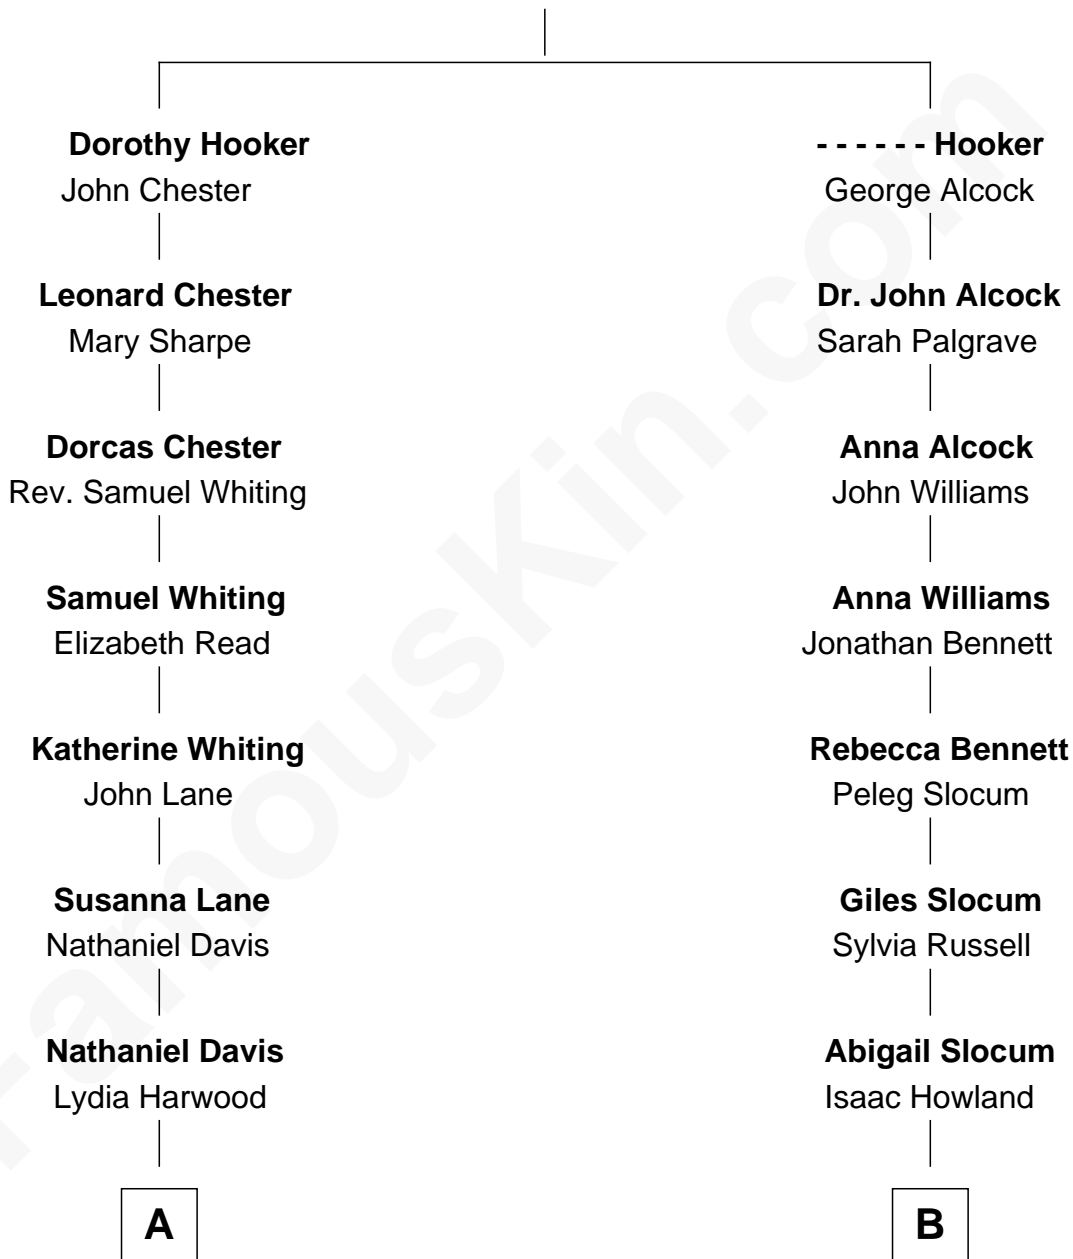 Dorothy Hooker
John Chester
Leonard Chester
Mary Sharpe
Dorcas Chester
Rev. Samuel Whiting
Samuel Whiting
Elizabeth Read
Katherine Whiting
John Lane
Susanna Lane
Nathaniel Davis
Nathaniel Davis
Lydia Harwood
A
- - - - - - Hooker
George Alcock
Dr. John Alcock
Sarah Palgrave
Anna Alcock
John Williams
Anna Williams
Jonathan Bennett
Rebecca Bennett
Peleg Slocum
Giles Slocum
Sylvia Russell
Abigail Slocum
Isaac Howland
B
FamousKin.com